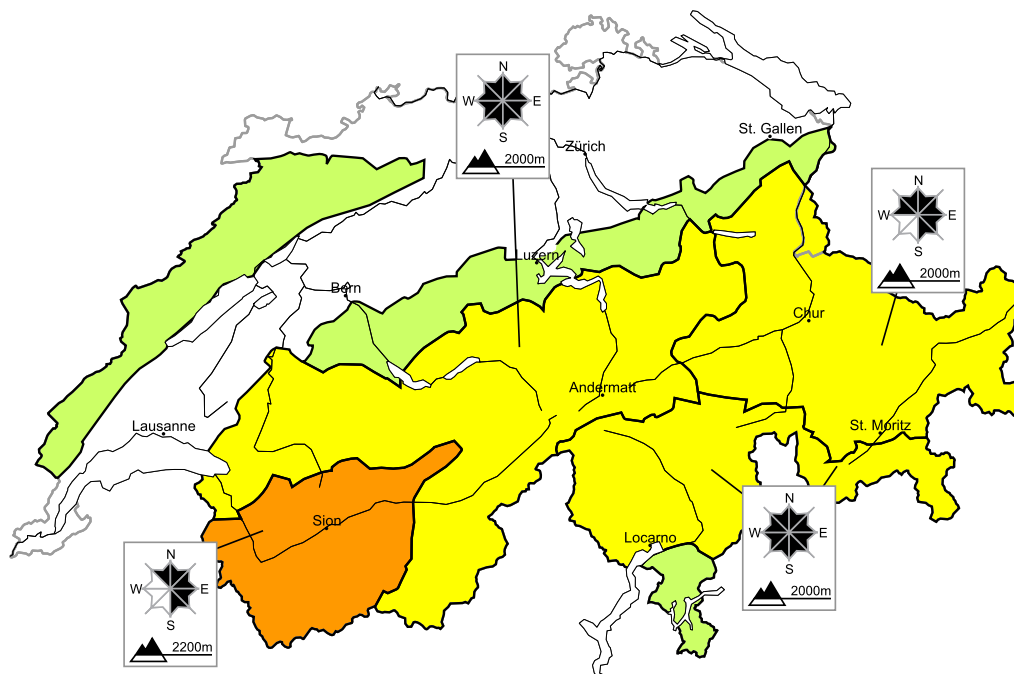 N
W E
S
2000m
Zürich
St. Gallen
N
W E
S
2000m
Luzern
Bern
Chur
Andermatt
Lausanne
St. Moritz
N
W E
S
2000m
Sion
Locarno
N
W E
S
2200m